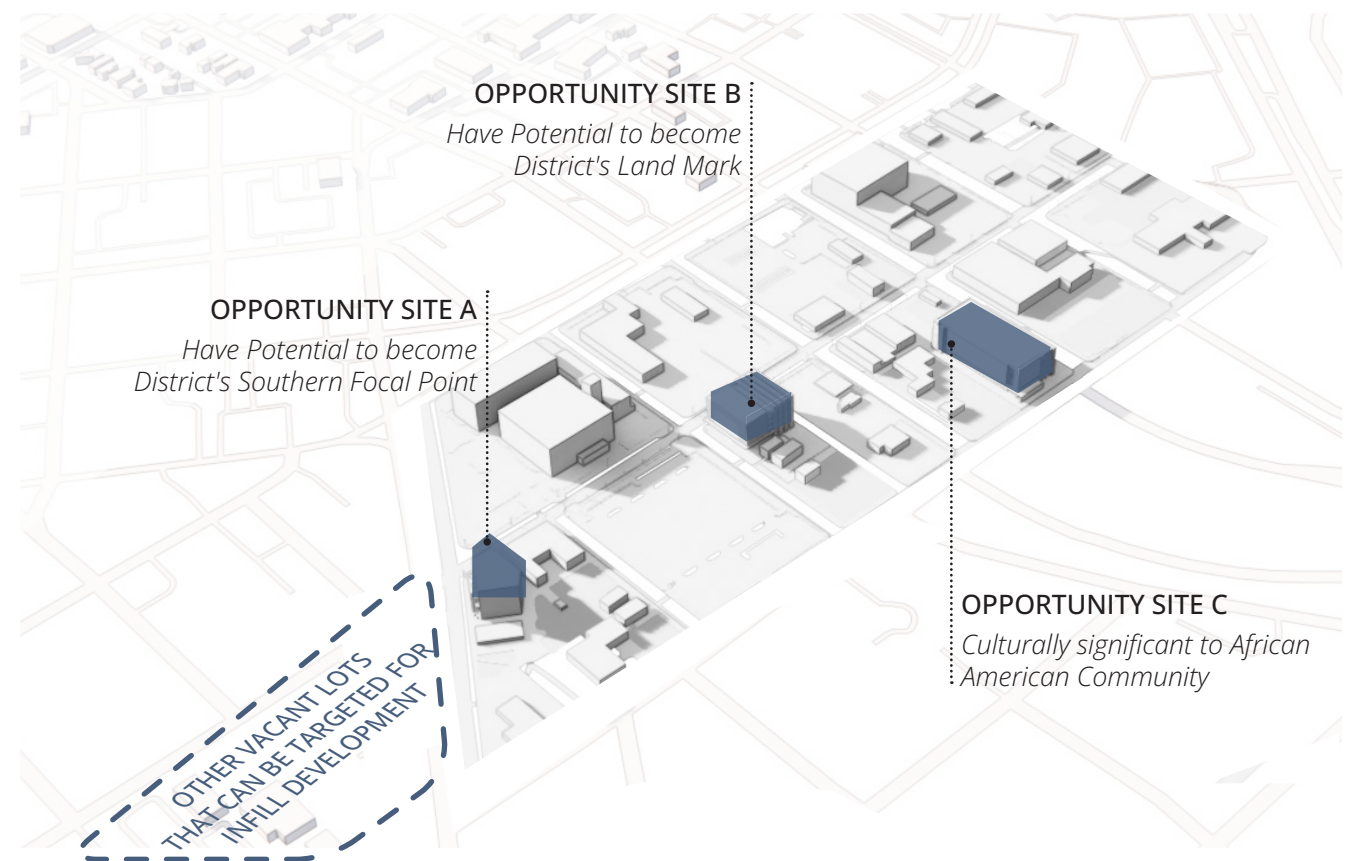 OPPORTUNITY SITE B
Have Potential to become
District's Land Mark
OPPORTUNITY SITE A
Have Potential to become
District's Southern Focal Point
OPPORTUNITY SITE C
Culturally significant to African
American Community
OTHER VACANT LOTS
THAT CAN BE TARGETED FOR
INFILL DEVELOPMENT